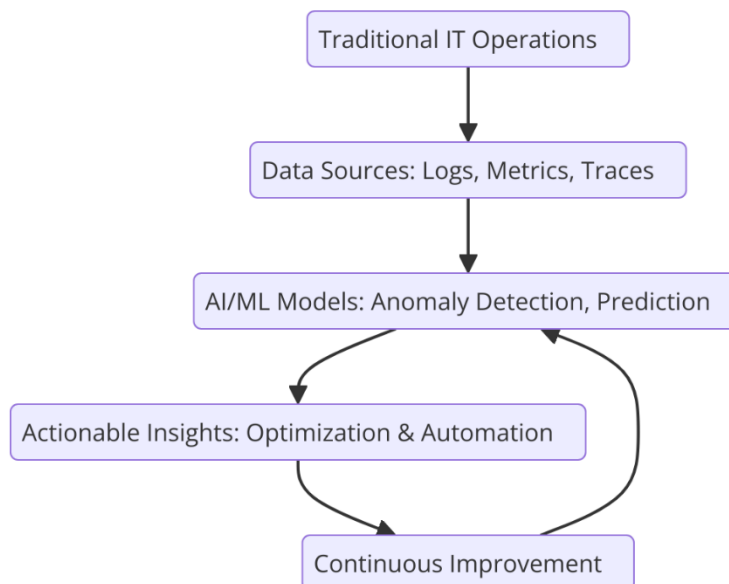 Traditional IT Operations
Data Sources: Logs, Metrics, Traces
AI/ML Models: Anomaly Detection, Prediction
Actionable Insights: Optimization & Automation
Continuous Improvement